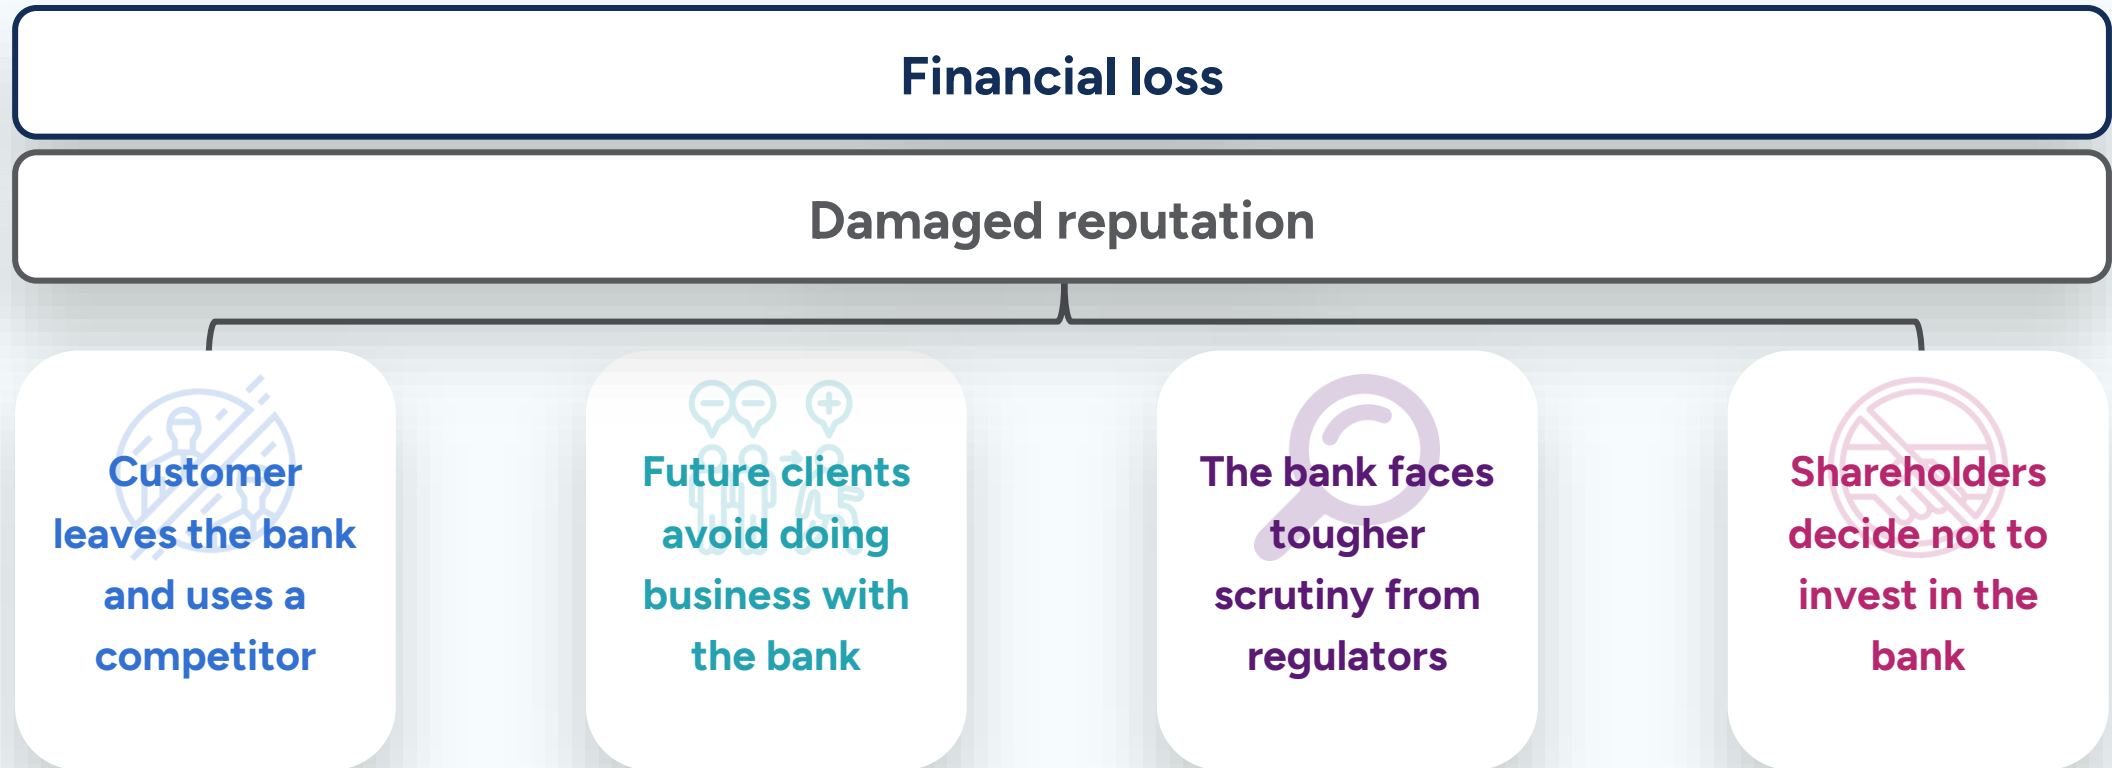 Financial loss
Damaged reputation
Customer
leaves the bank
and uses a
competitor
Future clients
avoid doing
business with
the bank
The bank faces
tougher
scrutiny from
regulators
Shareholders
decide not to
invest in the
bank